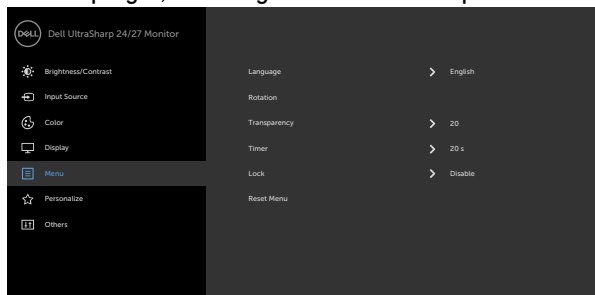 DELL Dell UltraSharp 24/27 Monitor
Brightness/Contrast
Input Source
Color
Display
Menu
Personalize
Others
Language > English
Rotation
Transparency > 20
Timer > 20 s
Lock > Disable
Reset Menu